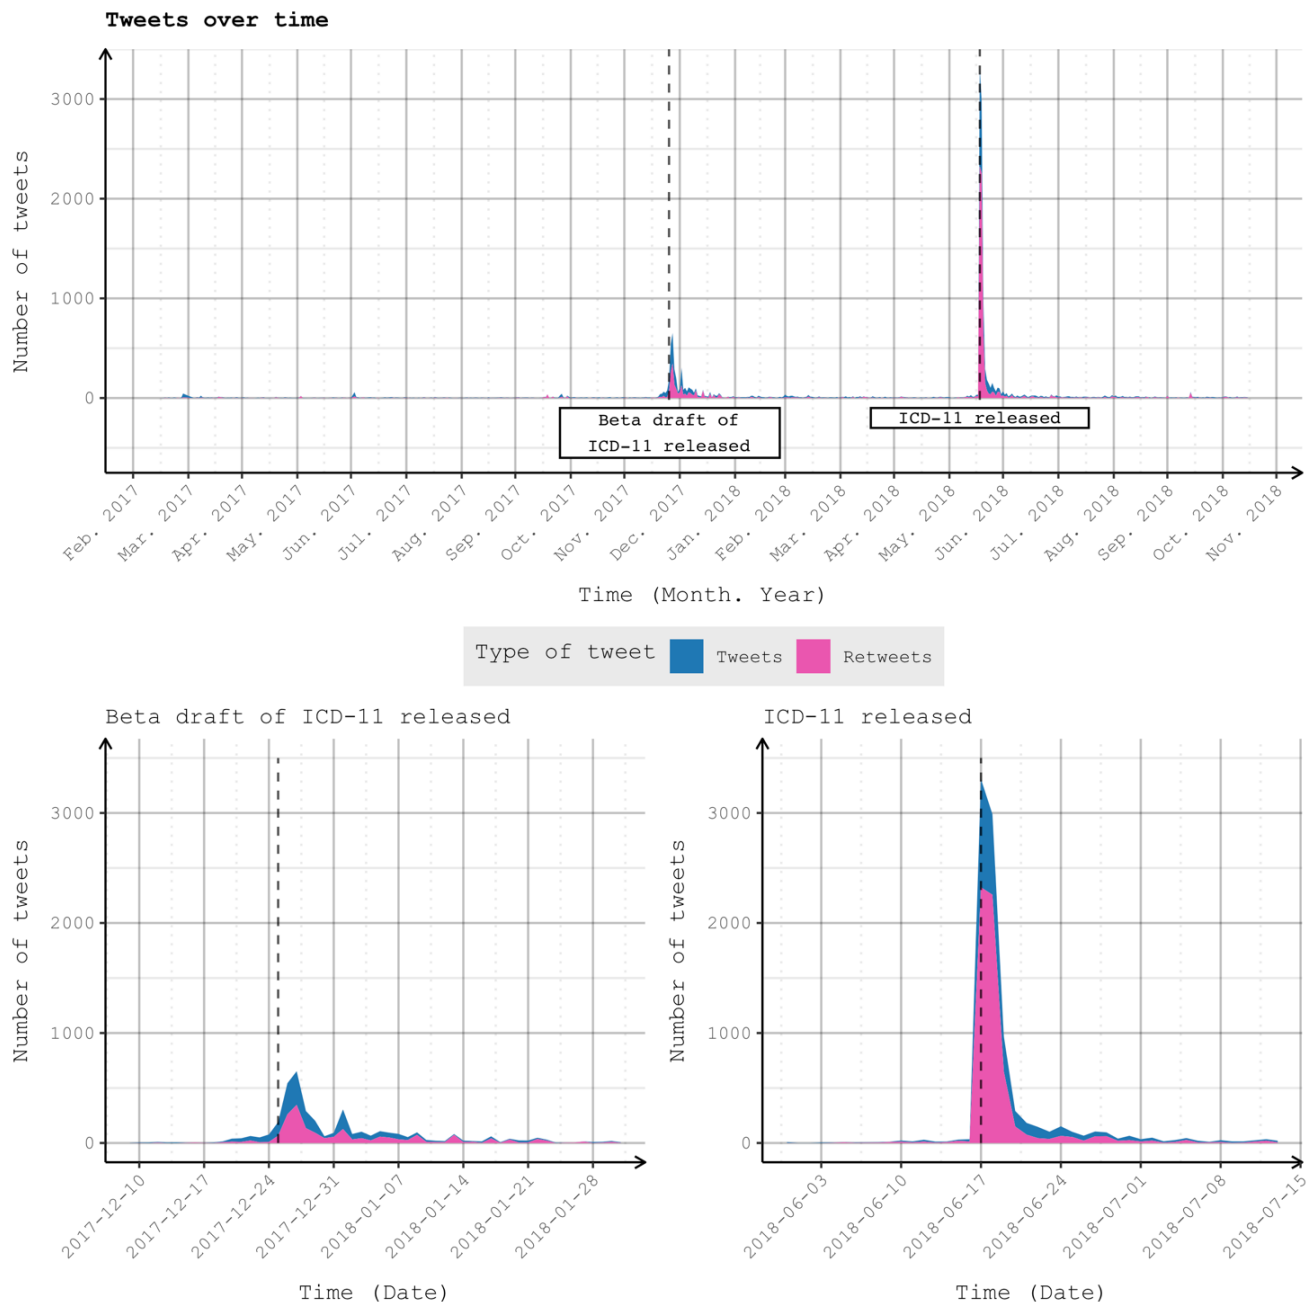 Tweets over time
Number of tweets
3000
2000
1000
0
Beta draft of
ICD-11 released
ICD-11 released
Feb. 2017
Mar. 2017
Apr. 2017
May. 2017
Jun. 2017
Jul. 2017
Aug. 2017
Sep. 2017
Oct. 2017
Nov. 2017
Dec. 2017
Jan. 2018
Feb. 2018
Mar. 2018
Apr. 2018
May. 2018
Jun. 2018
Jul. 2018
Aug. 2018
Sep. 2018
Oct. 2018
Nov. 2018
Time (Month. Year)
Type of tweet Tweets Retweets
Beta draft of ICD-11 released
Number of tweets
3000
2000
1000
0
2017-12-10
2017-12-17
2017-12-24
2017-12-31
2018-01-07
2018-01-14
2018-01-21
2018-01-28
Time (Date)
ICD-11 released
Number of tweets
3000
2000
1000
0
2018-06-03
2018-06-10
2018-06-17
2018-06-24
2018-07-01
2018-07-08
2018-07-15
Time (Date)